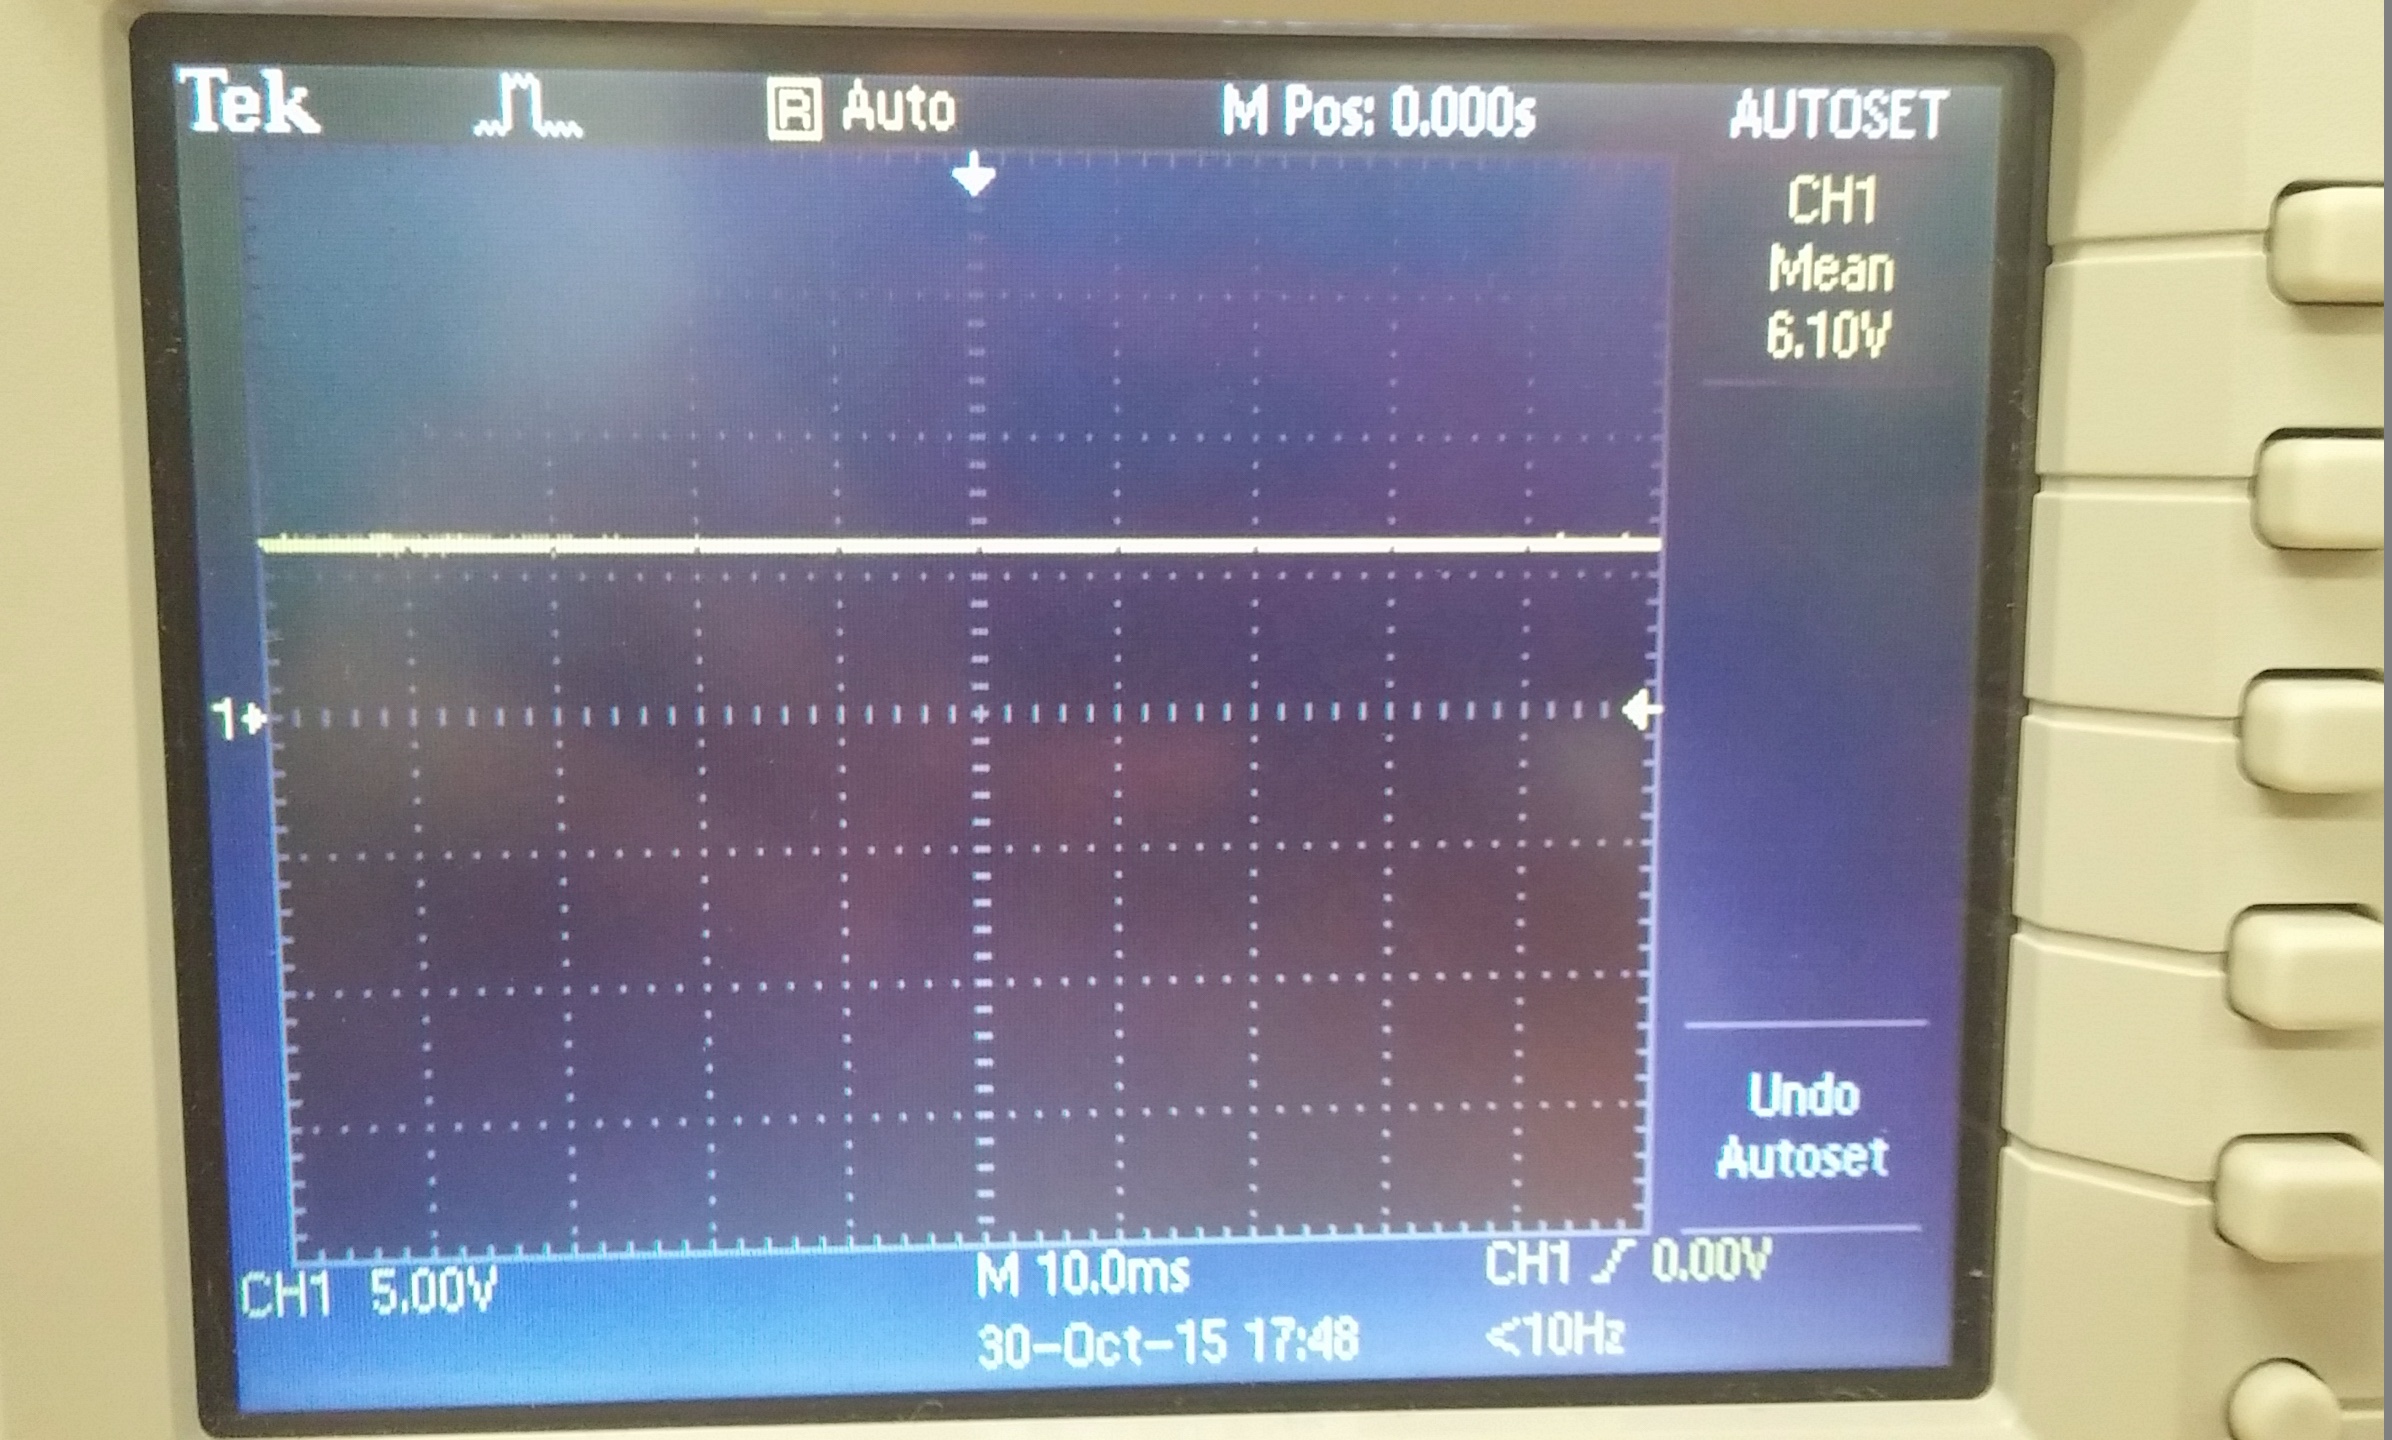 Tek R Auto M Pos: 0.000s AUTOSET
CH1
Mean
6.10V
1
Undo
Autoset
CH1 5.00V M 10.0ms CH1 0.00V
30-Oct-15 17:48 <10Hz